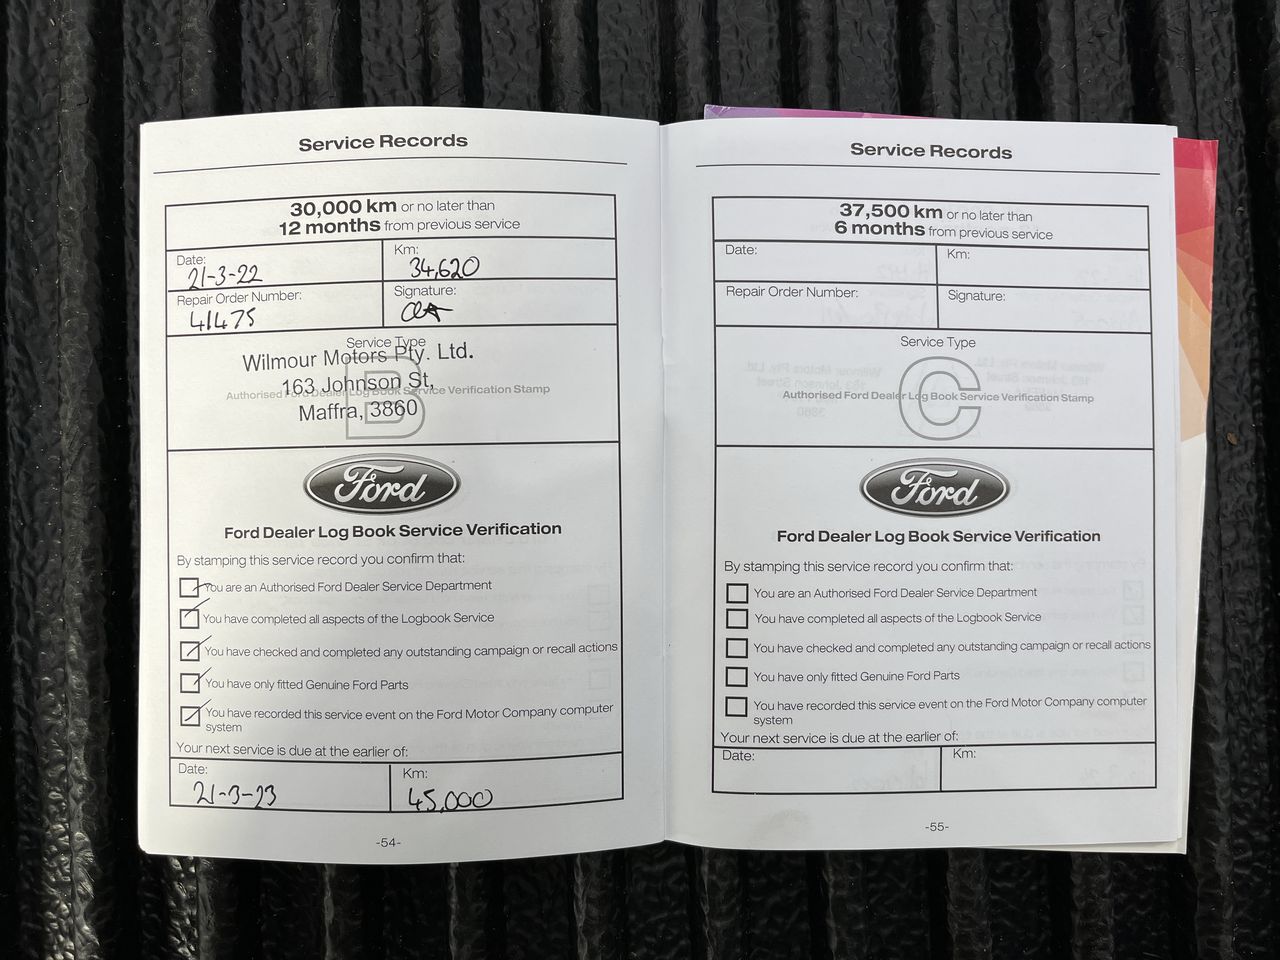 Service Records
30,000 km or no later than
12 months from previous service
Date:
21-3-22
Km:
34,620
Repair Order Number:
41475
Signature:
Service Type
B
Authorised Ford Dealer Log Book Service Verification Stamp
Wilmour Motors Pty. Ltd.
163 Johnson St,
Maffra, 3860
Ford
Ford Dealer Log Book Service Verification
By stamping this service record you confirm that:
You are an Authorised Ford Dealer Service Department
You have completed all aspects of the Logbook Service
You have checked and completed any outstanding campaign or recall actions
You have only fitted Genuine Ford Parts
You have recorded this service event on the Ford Motor Company computer
system
Your next service is due at the earlier of:
Date:
21-3-23
Km:
45,000
-54-
Service Records
37,500 km or no later than
6 months from previous service
Date:
Km:
Repair Order Number:
Signature:
Service Type
C
Authorised Ford Dealer Log Book Service Verification Stamp
Ford
Ford Dealer Log Book Service Verification
By stamping this service record you confirm that:
You are an Authorised Ford Dealer Service Department
You have completed all aspects of the Logbook Service
You have checked and completed any outstanding campaign or recall actions
You have only fitted Genuine Ford Parts
You have recorded this service event on the Ford Motor Company computer
system
Your next service is due at the earlier of:
Date:
Km:
-55-